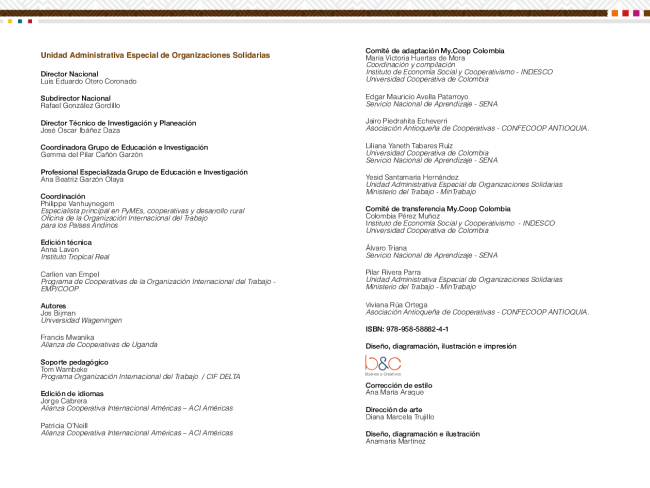 Unidad Administrativa Especial de Organizaciones Solidarias
Director Nacional
Luis Eduardo Otero Coronado
Subdirector Nacional
Rafael González Gordillo
Director Técnico de Investigación y Planeación
José Oscar Ibáñez Daza
Coordinadora Grupo de Educación e Investigación
Gemma del Pilar Cañón Garzón
Profesional Especializada Grupo de Educación e Investigación
Ana Beatriz Garzón Olaya
Coordinación
Philippe Vanhuynegem
Especialista principal en PyMEs, cooperativas y desarrollo rural
Oficina de la Organización Internacional del Trabajo
para los Países Andinos
Edición técnica
Anna Laven
Instituto Tropical Real
Carlien van Empel
Programa de Cooperativas de la Organización Internacional del Trabajo -
EMP/COOP
Autores
Jos Bijman
Universidad Wageningen
Francis Mwanika
Alianza de Cooperativas de Uganda
Soporte pedagógico
Tom Wambeke
Programa Organización Internacional del Trabajo / CIF DELTA
Edición de idiomas
Jorge Cabrera
Alianza Cooperativa Internacional Américas – ACI Américas
Patricia O'Neill
Alianza Cooperativa Internacional Américas – ACI Américas
Comité de adaptación My.Coop Colombia
María Victoria Huertas de Mora
Coordinación y compilación
Instituto de Economía Social y Cooperativismo - INDESCO
Universidad Cooperativa de Colombia
Edgar Mauricio Avella Patarroyo
Servicio Nacional de Aprendizaje - SENA
Jairo Piedrahita Echeverri
Asociación Antioqueña de Cooperativas - CONFECOOP ANTIOQUIA.
Liliana Yaneth Tabares Ruiz
Universidad Cooperativa de Colombia
Servicio Nacional de Aprendizaje - SENA
Yesid Santamaría Hernández
Unidad Administrativa Especial de Organizaciones Solidarias
Ministerio del Trabajo - MinTrabajo
Comité de transferencia My.Coop Colombia
Colombia Pérez Muñoz
Instituto de Economía Social y Cooperativismo - INDESCO
Universidad Cooperativa de Colombia
Álvaro Triana
Servicio Nacional de Aprendizaje - SENA
Pilar Rivera Parra
Unidad Administrativa Especial de Organizaciones Solidarias
Ministerio del Trabajo - MinTrabajo
Viviana Rúa Ortega
Asociación Antioqueña de Cooperativas - CONFECOOP ANTIOQUIA.
ISBN: 978-958-58862-4-1
Diseño, diagramación, ilustración e impresión
b&c
Buenos y Creativos
Corrección de estilo
Ana María Araque
Dirección de arte
Diana Marcela Trujillo
Diseño, diagramación e ilustración
Anamaría Martínez